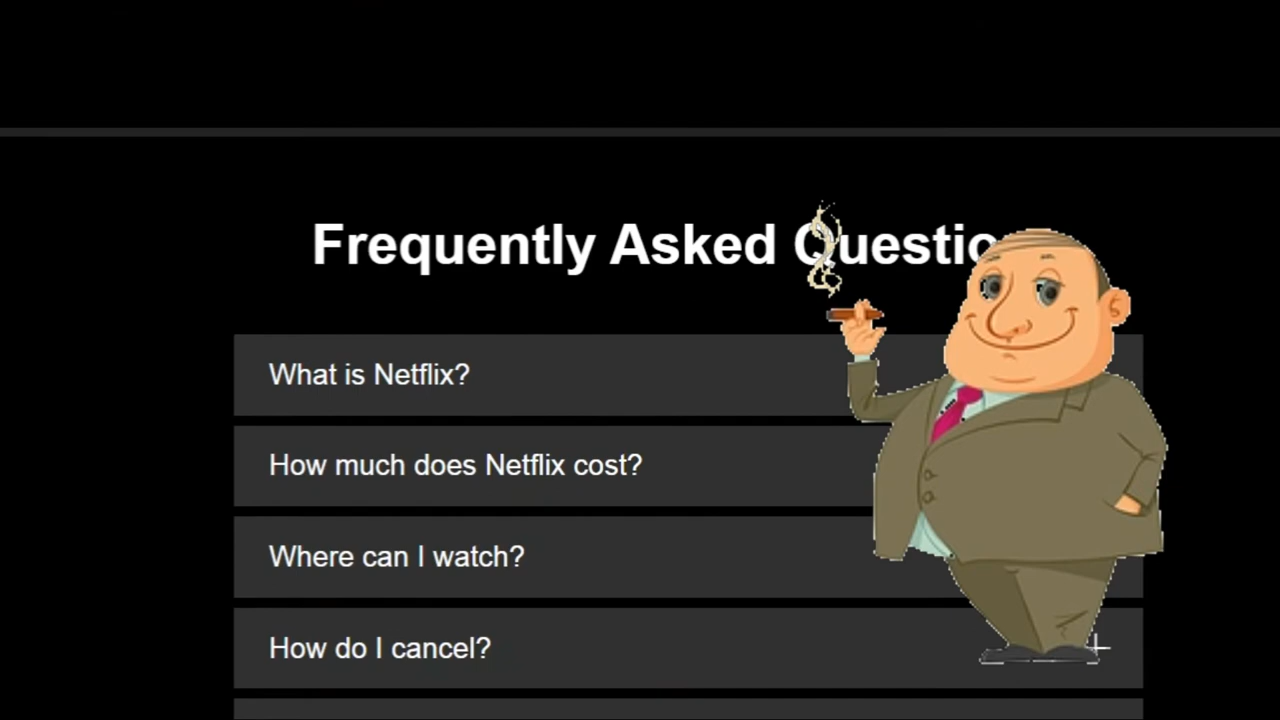 Frequently Asked Questio
What is Netflix?
How much does Netflix cost?
Where can I watch?
How do I cancel?